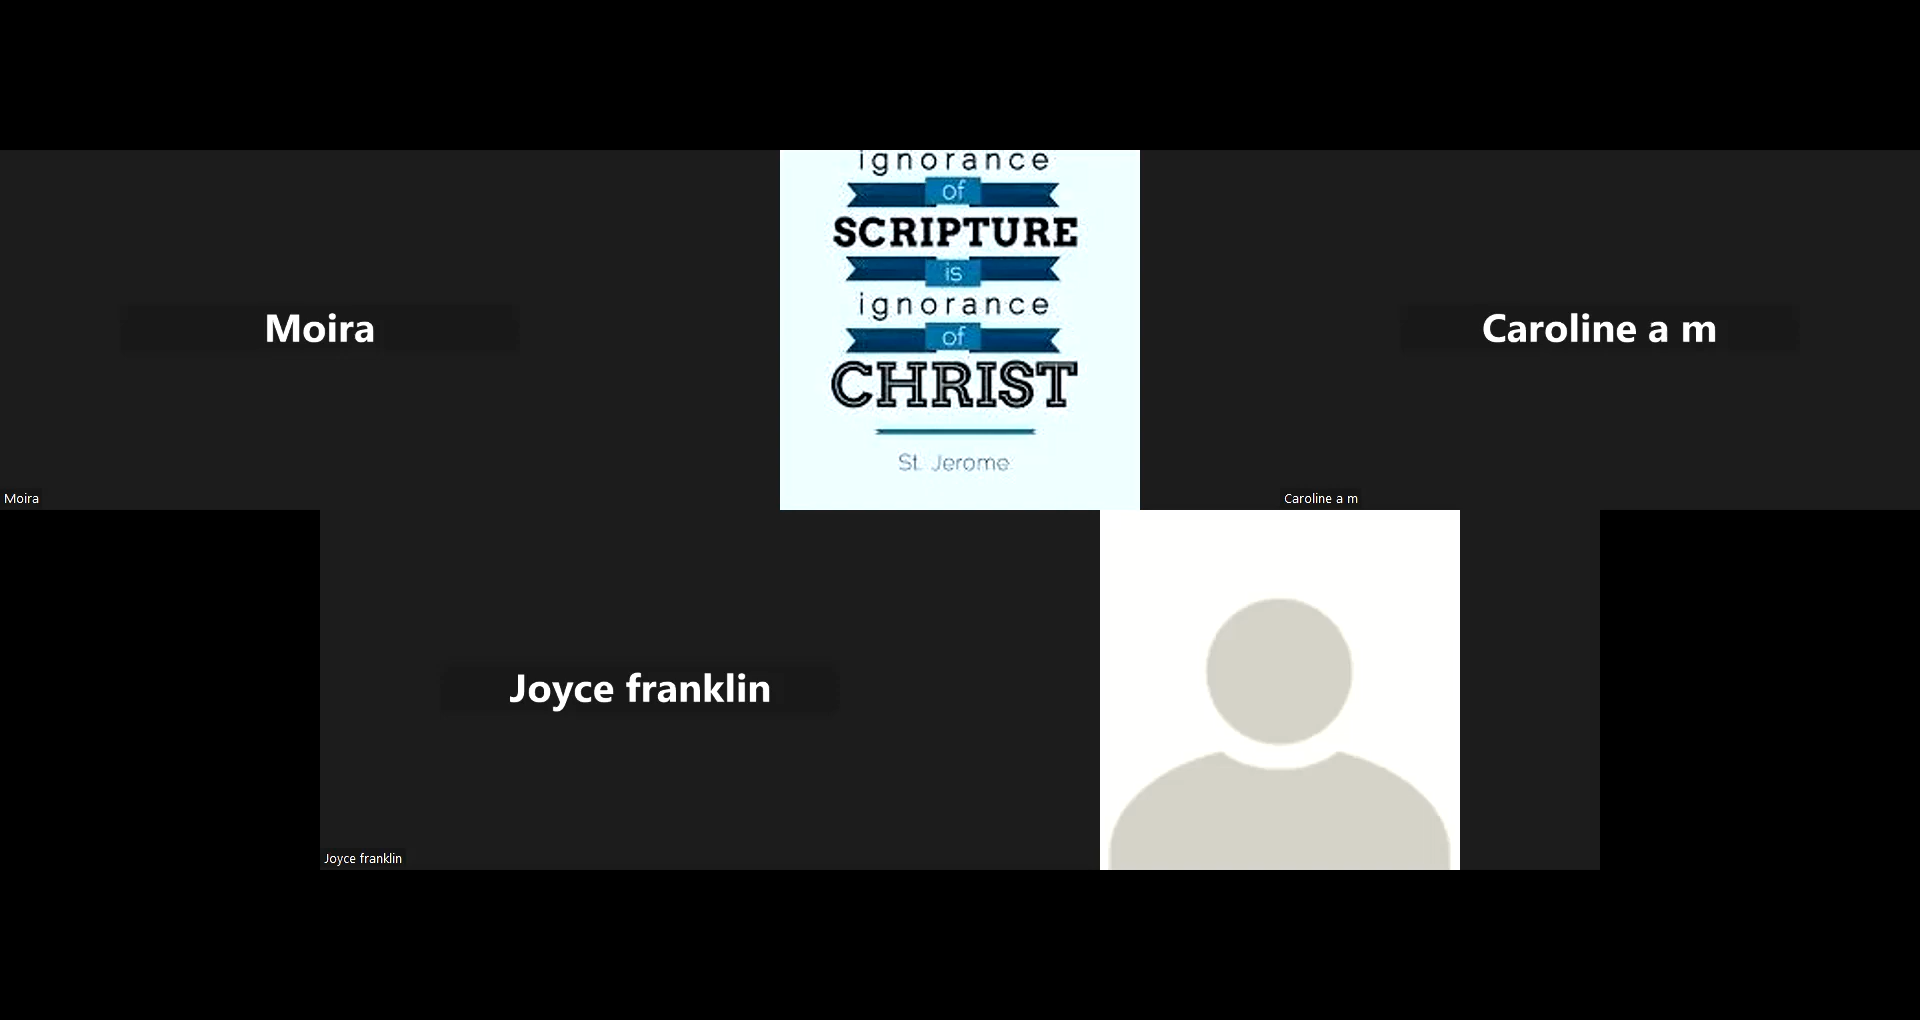 Moira
Moira
ignorance
of
SCRIPTURE
is
ignorance
of
CHRIST
St. Jerome
Caroline a m
Caroline a m
Joyce franklin
Joyce franklin